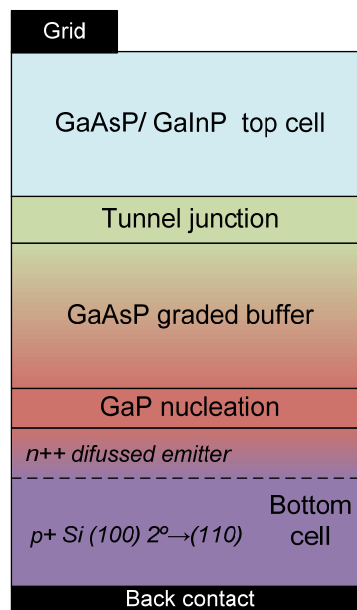 Grid
GaAsP/ GaInP top cell
Tunnel junction
GaAsP graded buffer
GaP nucleation
n++ difussed emitter
Bottom
cell
p+ Si (100) 2º→(110)
Back contact